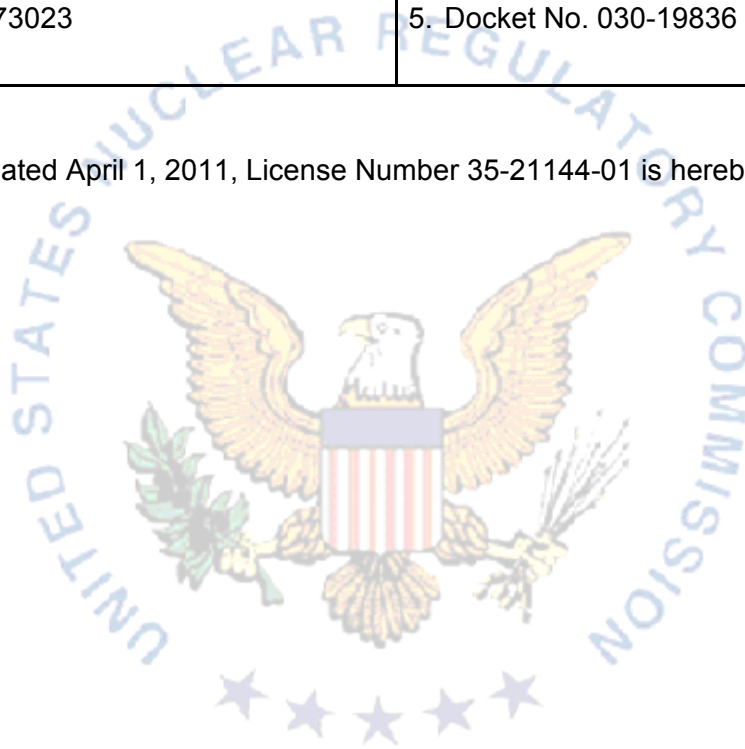 73023
5. Docket No. 030-19836
ated April 1, 2011, License Number 35-21144-01 is hereb
UNITED STATES NUCLEAR REGULATORY COMMISSION